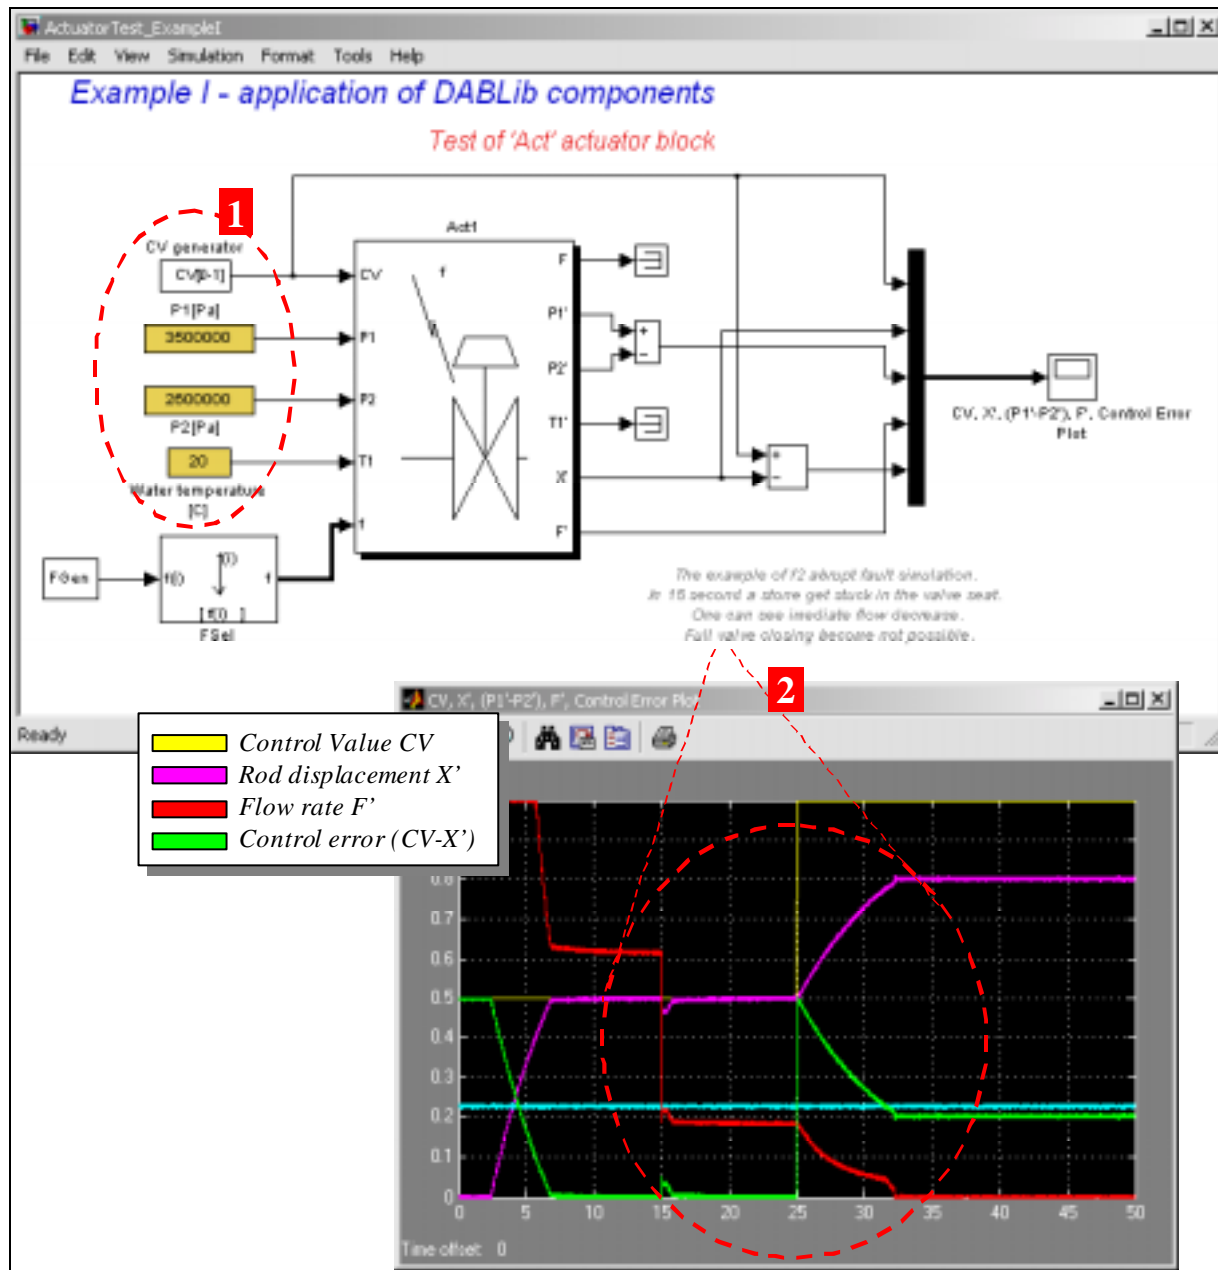 ActuatorTest_ExampleI
File Edit View Simulation Format Tools Help
Example I - application of DABLib components
Test of 'Act' actuator block
1
CV generator
CV[0-1]
P1[Pa]
3500000
2600000
P2[Pa]
20
Water temperature
[C]
FGen
f(i)
f(i)
f
[ f(i) ]
FSel
Act1
CV
P1
P2
T1
f
f
F
P1'
P2'
T1'
X'
F'
+
−
+
−
CV, X', (P1'-P2'), F', Control Error
Plot
The example of f2 abrupt fault simulation.
In 15 second a stone get stuck in the valve seat.
One can see imediate flow decrease.
Full valve closing become not possible.
2
Ready
CV, X', (P1'-P2'), F', Control Error Plot
Control Value CV
Rod displacement X’
Flow rate F’
Control error (CV-X’)
0.8
0.7
0.6
0.5
0.4
0.3
0.2
0.1
0
0 5 10 15 20 25 30 35 40 45 50
Time offset: 0